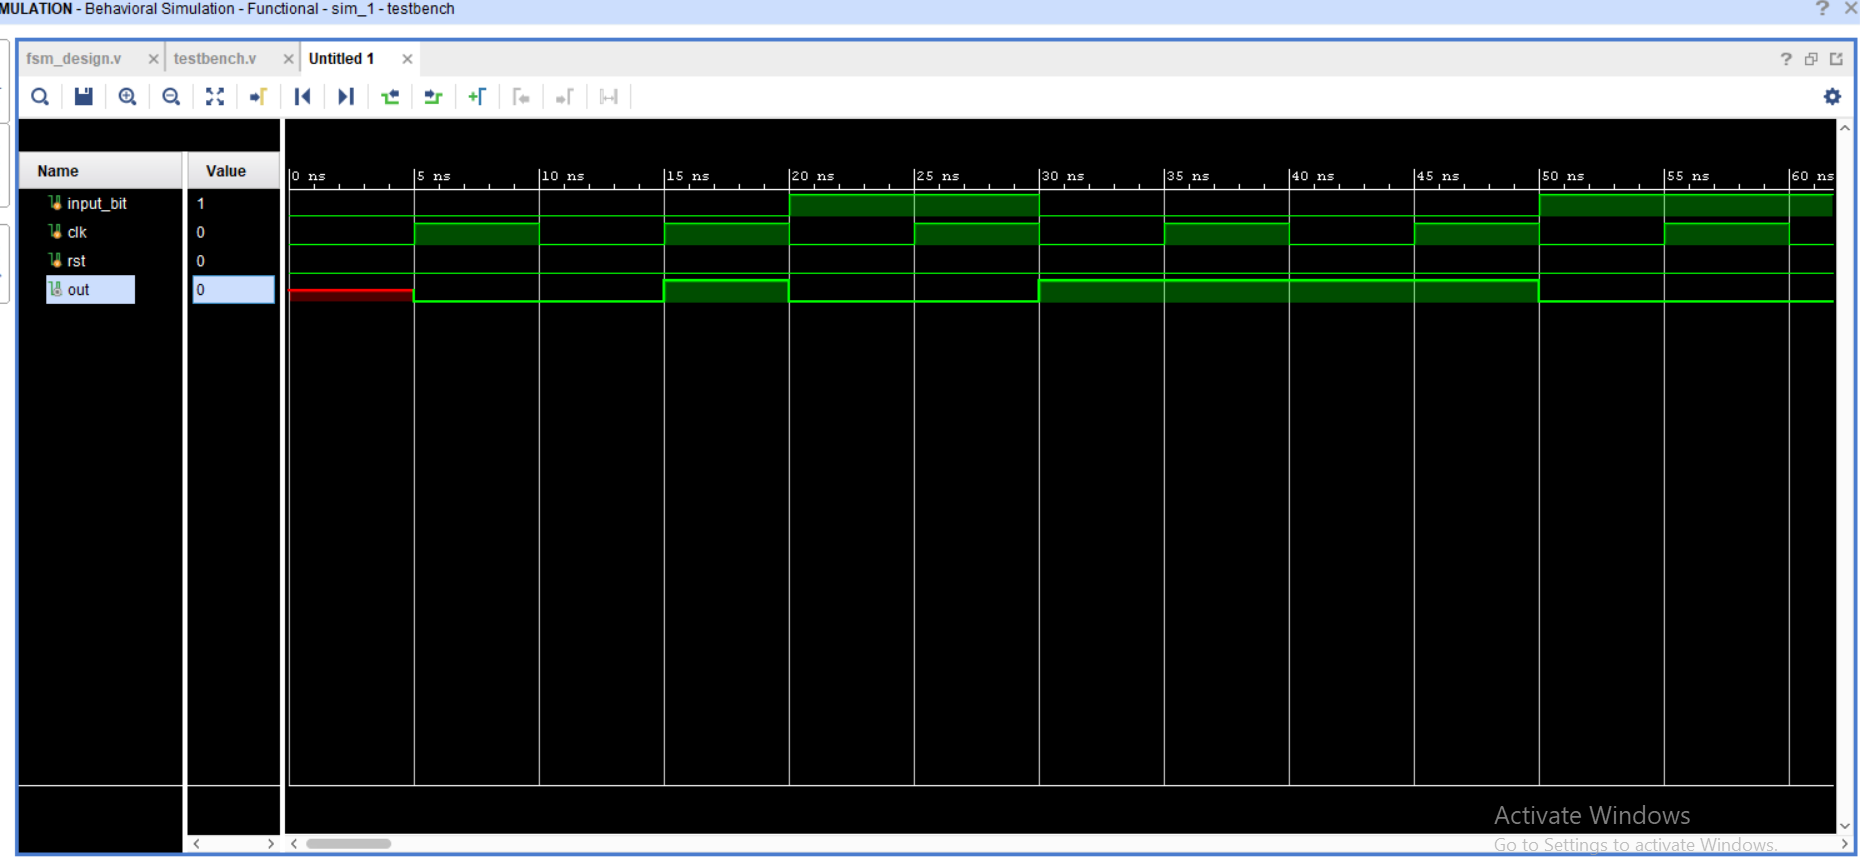 MULATION - Behavioral Simulation - Functional - sim_1 - testbench
fsm_design.v
testbench.v
Untitled 1
Name
Value
0 ns
5 ns
10 ns
15 ns
20 ns
25 ns
30 ns
35 ns
40 ns
45 ns
50 ns
55 ns
60 ns
input_bit
1
clk
0
rst
0
out
0
Activate Windows
Go to Settings to activate Windows.